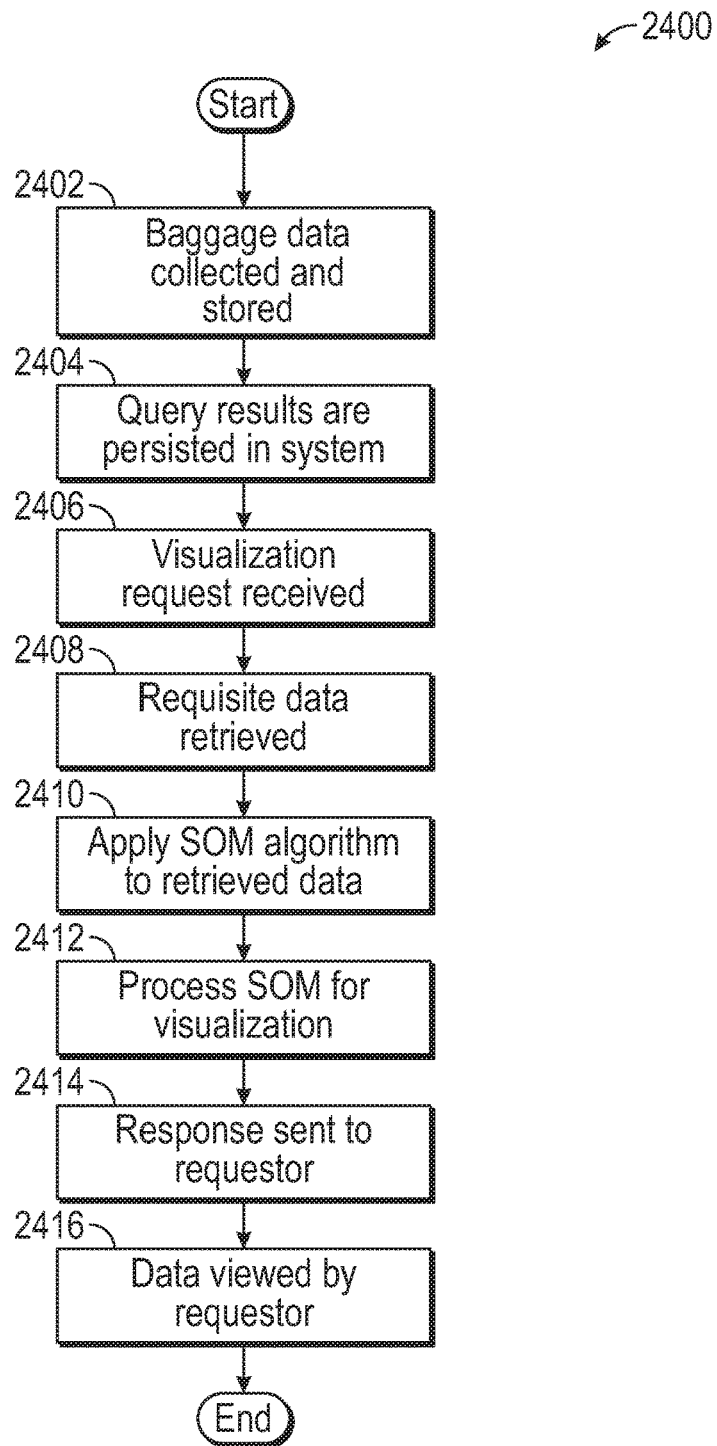 2400
Start
2402
Baggage data
collected and
stored
2404
Query results are
persisted in system
2406
Visualization
request received
2408
Requisite data
retrieved
2410
Apply SOM algorithm
to retrieved data
2412
Process SOM for
visualization
2414
Response sent to
requestor
2416
Data viewed by
requestor
End